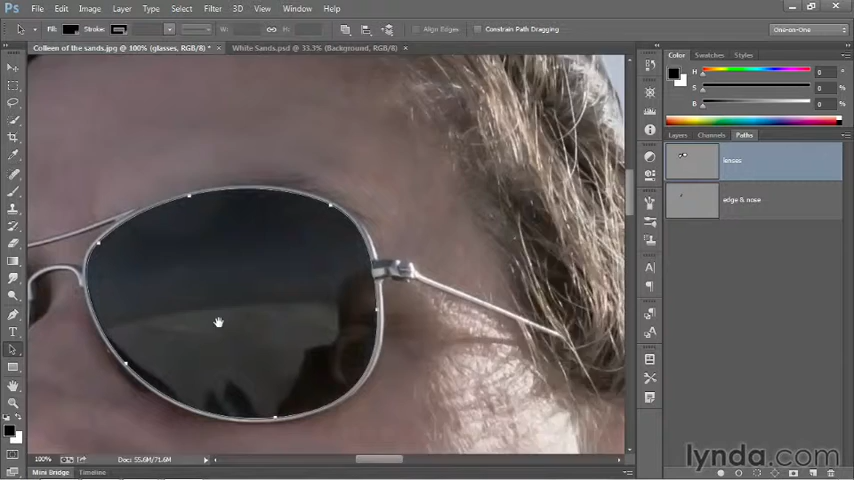 Ps File Edit Image Layer Type Select Filter 3D View Window Help
Fill: Stroke: W: H: Align Edges Constrain Path Dragging One-on-One
Colleen of the sands.jpg @ 100% (glasses, RGB/8) * × White Sands.psd @ 33.3% (Background, RGB/8) ×
Color Swatches Styles
H 0 °
S 0 %
B 0 %
Layers Channels Paths
lenses
edge & nose
100% Doc: 55.6M/71.6M
Mini Bridge Timeline
lynda.com